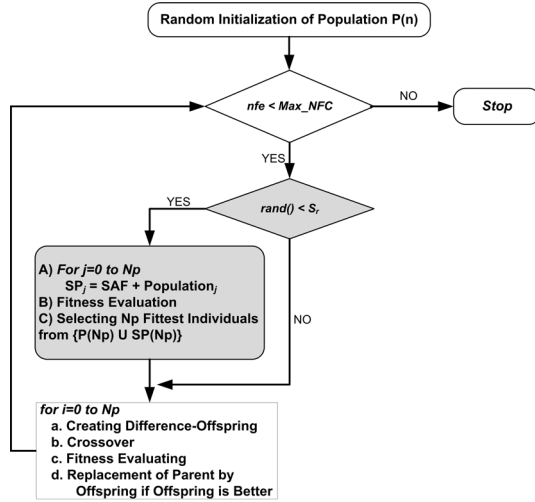 Random Initialization of Population P(n)
nfe < Max_NFC
NO
Stop
YES
rand() < Sr
YES
A) For j=0 to Np
SPj = SAF + Populationj
B) Fitness Evaluation
C) Selecting Np Fittest Individuals
from {P(Np) U SP(Np)}
NO
for i=0 to Np
a. Creating Difference-Offspring
b. Crossover
c. Fitness Evaluating
d. Replacement of Parent by
Offspring if Offspring is Better